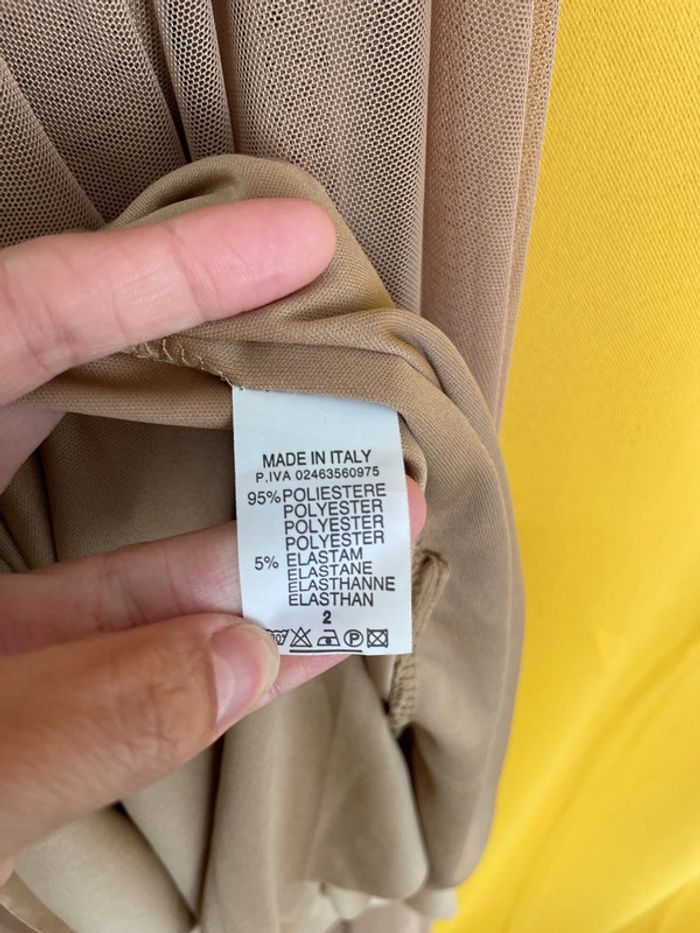 MADE IN ITALY
P.IVA 02463560975
95% POLIESTERE
POLYESTER
POLYESTER
POLYESTER
5% ELASTAM
ELASTANE
ELASTHANNE
ELASTHAN
2
P